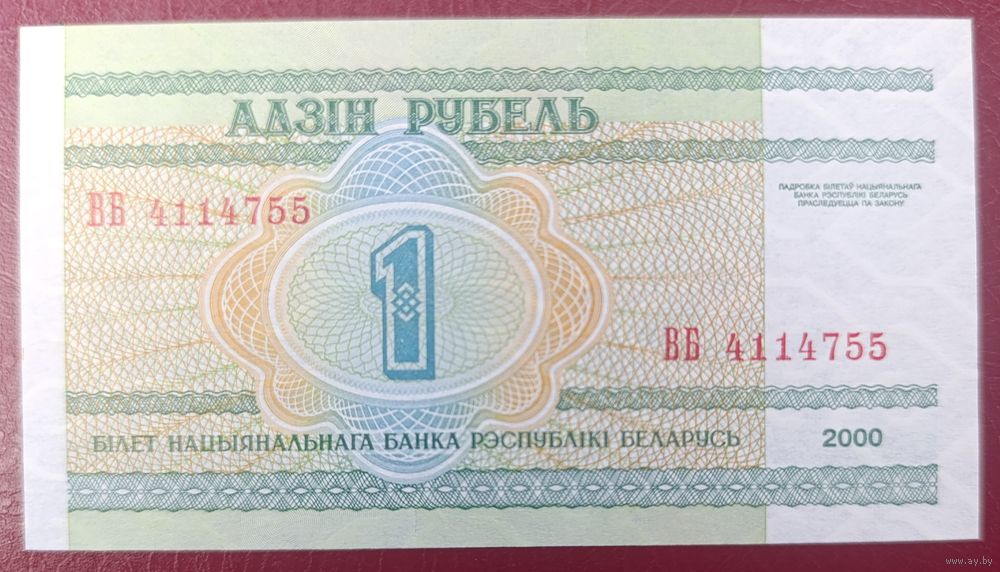 АДЗІН РУБЕЛЬ
ПАДРОБКА БІЛЕТАЎ НАЦЫЯНАЛЬНАГА
БАНКА РЭСПУБЛІКІ БЕЛАРУСЬ
ПРАСЛЕДУЕЦЦА ПА ЗАКОНУ
ВБ 4114755
1
ВБ 4114755
БІЛЕТ НАЦЫЯНАЛЬНАГА БАНКА РЭСПУБЛІКІ БЕЛАРУСЬ 2000
www.ay.by